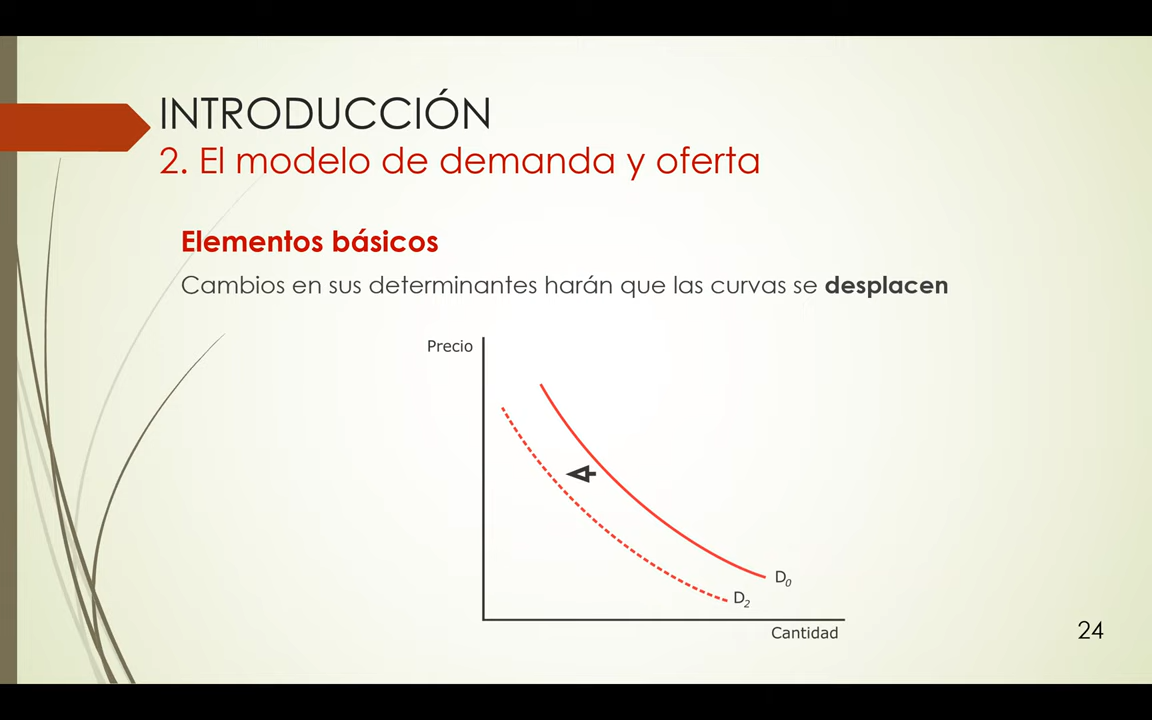 INTRODUCCIÓN
2. El modelo de demanda y oferta
Elementos básicos
Cambios en sus determinantes harán que las curvas se desplacen
Precio
D0
D2
Cantidad
24